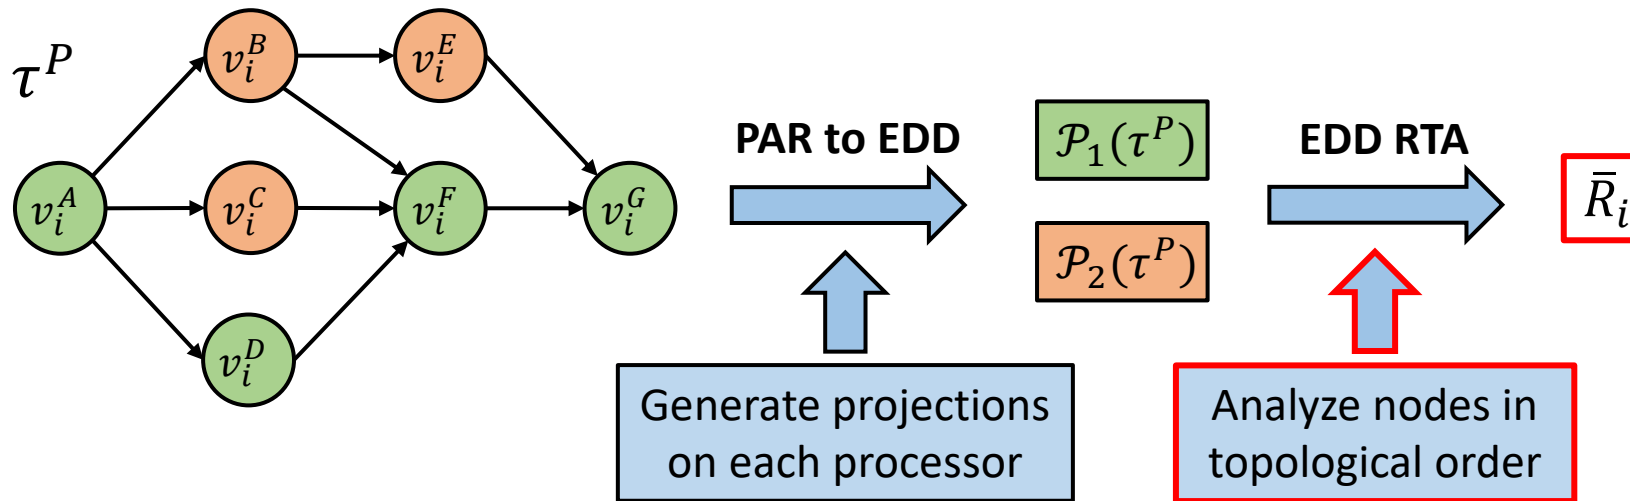 τ^P
v_i^A
v_i^B
v_i^C
v_i^D
v_i^E
v_i^F
v_i^G
PAR to EDD
𝒫_1(τ^P)
𝒫_2(τ^P)
EDD RTA
R̄_i
Generate projections
on each processor
Analyze nodes in
topological order